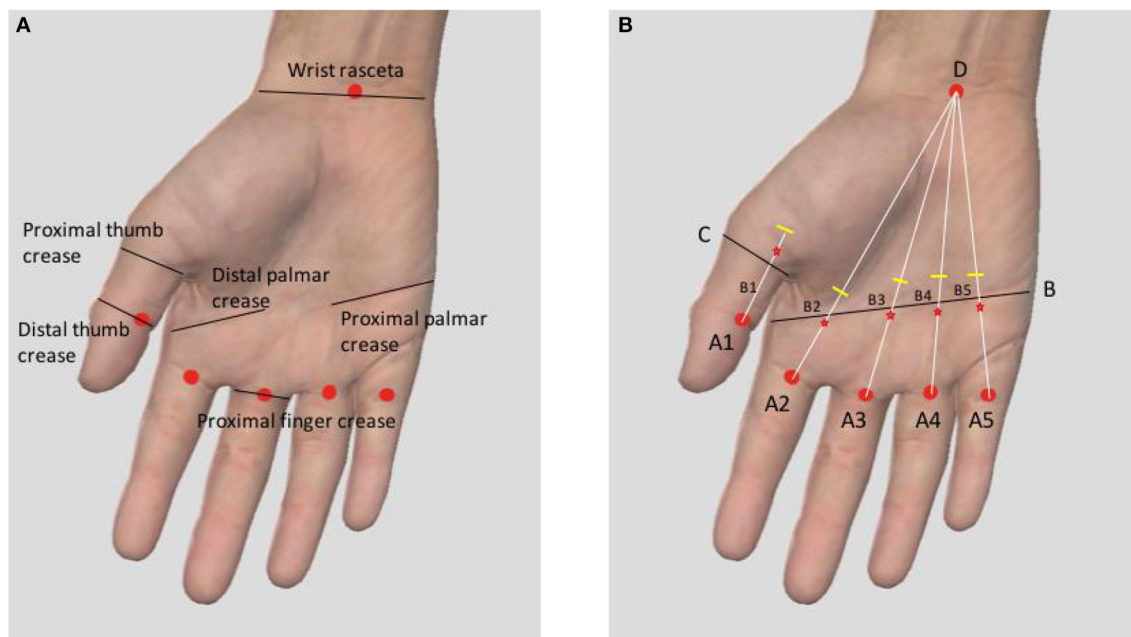 A
Wrist rasceta
Proximal thumb
crease
Distal palmar
crease
Distal thumb
crease
Proximal palmar
crease
Proximal finger crease
B
D
C
B1
B2
B3
B4
B5
B
A1
A2
A3
A4
A5